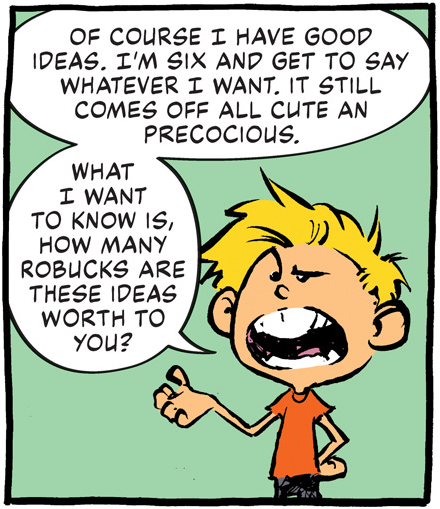 OF COURSE I HAVE GOOD
IDEAS. I'M SIX AND GET TO SAY
WHATEVER I WANT. IT STILL
COMES OFF ALL CUTE AN
PRECOCIOUS.
WHAT
I WANT
TO KNOW IS,
HOW MANY
ROBUCKS ARE
THESE IDEAS
WORTH TO
YOU?